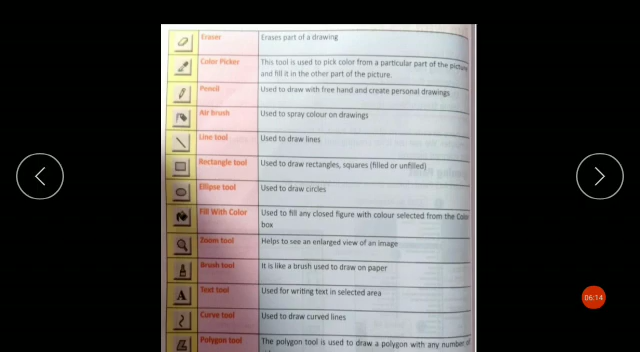 Eraser Erases part of a drawing
Color Picker This tool is used to pick color from a particular part of the picture
and fill it in the other part of the picture.
Pencil Used to draw with free hand and create personal drawings
Air brush Used to spray colour on drawings
Line tool Used to draw lines
Rectangle tool Used to draw rectangles, squares (filled or unfilled)
Ellipse tool Used to draw circles
Fill With Color Used to fill any closed figure with colour selected from the Color
box
Zoom tool Helps to see an enlarged view of an image
Brush tool It is like a brush used to draw on paper
A Text tool Used for writing text in selected area
Curve tool Used to draw curved lines
Polygon tool The polygon tool is used to draw a polygon with any number of
06:14